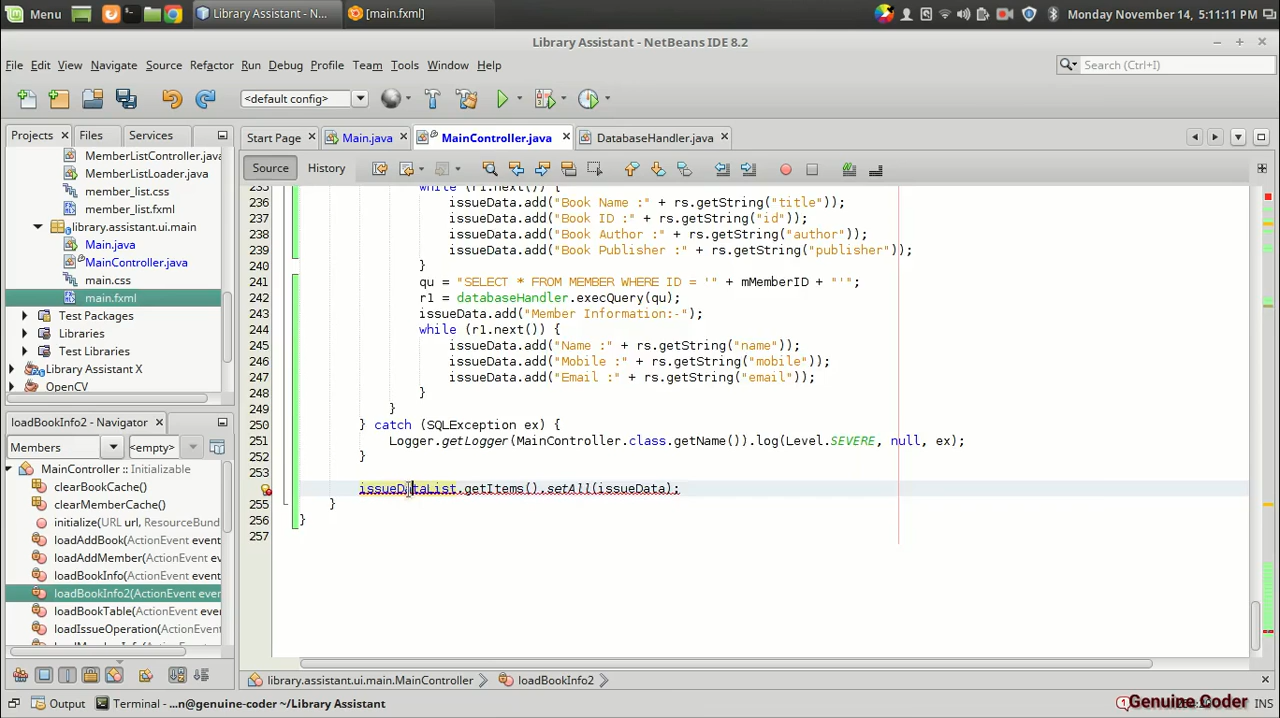 Menu
Library Assistant - N...
[main.fxml]
Monday November 14, 5:11:11 PM
Library Assistant - NetBeans IDE 8.2
File Edit View Navigate Source Refactor Run Debug Profile Team Tools Window Help
Search (Ctrl+I)
<default config>
Projects Files Services
Start Page Main.java MainController.java DatabaseHandler.java
Source History
MemberListController.java
MemberListLoader.java
member_list.css
member_list.fxml
library.assistant.ui.main
Main.java
MainController.java
main.css
main.fxml
Test Packages
Libraries
Test Libraries
Library Assistant X
OpenCV
loadBookInfo2 - Navigator
Members <empty>
MainController :: Initializable
clearBookCache()
clearMemberCache()
initialize(URL url, ResourceBund
loadAddBook(ActionEvent event
loadAddMember(ActionEvent ev
loadBookInfo(ActionEvent event
loadBookInfo2(ActionEvent even
loadBookTable(ActionEvent even
loadIssueOperation(ActionEvent
235 while (r1.next()) {
236 issueData.add("Book Name :" + rs.getString("title"));
237 issueData.add("Book ID :" + rs.getString("id"));
238 issueData.add("Book Author :" + rs.getString("author"));
239 issueData.add("Book Publisher :" + rs.getString("publisher"));
240 }
241 qu = "SELECT * FROM MEMBER WHERE ID = '" + mMemberID + "'";
242 r1 = databaseHandler.execQuery(qu);
243 issueData.add("Member Information:-");
244 while (r1.next()) {
245 issueData.add("Name :" + rs.getString("name"));
246 issueData.add("Mobile :" + rs.getString("mobile"));
247 issueData.add("Email :" + rs.getString("email"));
248 }
249 }
250 } catch (SQLException ex) {
251 Logger.getLogger(MainController.class.getName()).log(Level.SEVERE, null, ex);
252 }
253
issueDataList.getItems().setAll(issueData);
255 }
256 }
257
library.assistant.ui.main.MainController loadBookInfo2
Output Terminal - ...n@genuine-coder ~/Library Assistant
INS
Genuine Coder